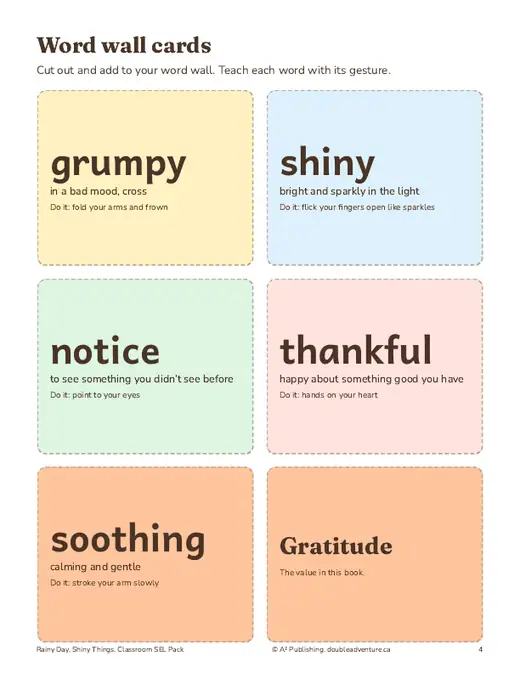 Word wall cards
Cut out and add to your word wall. Teach each word with its gesture.
grumpy
in a bad mood, cross
Do it: fold your arms and frown
shiny
bright and sparkly in the light
Do it: flick your fingers open like sparkles
notice
to see something you didn't see before
Do it: point to your eyes
thankful
happy about something good you have
Do it: hands on your heart
soothing
calming and gentle
Do it: stroke your arm slowly
Gratitude
The value in this book.
Rainy Day, Shiny Things. Classroom SEL Pack
© A² Publishing. doubleadventure.ca
4